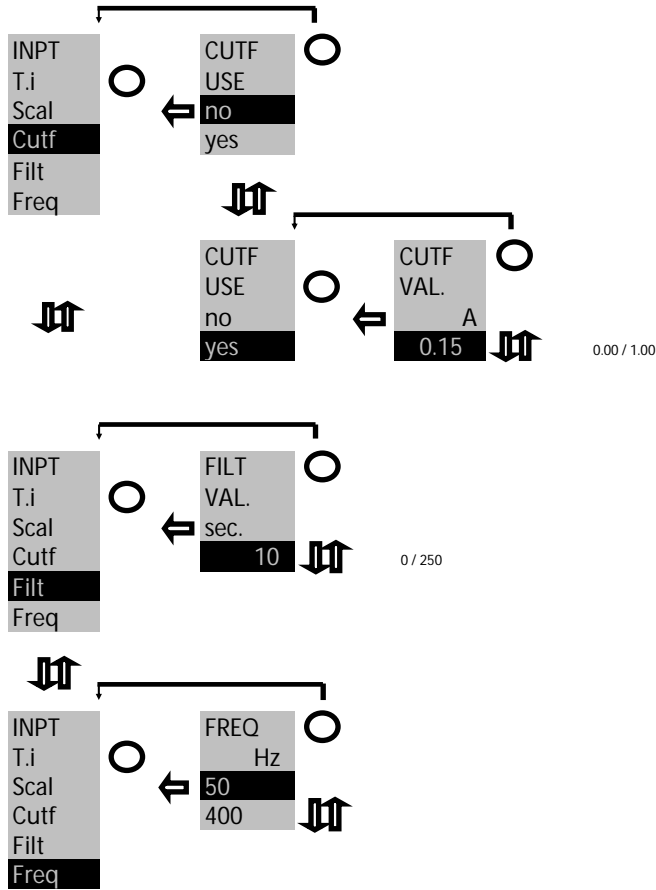 INPT
T.i
Scal
Cutf
Filt
Freq
CUTF
USE
no
yes
CUTF
USE
no
yes
CUTF
VAL.
A
0.15
0.00 / 1.00
INPT
T.i
Scal
Cutf
Filt
Freq
FILT
VAL.
sec.
10
0 / 250
INPT
T.i
Scal
Cutf
Filt
Freq
FREQ
Hz
50
400